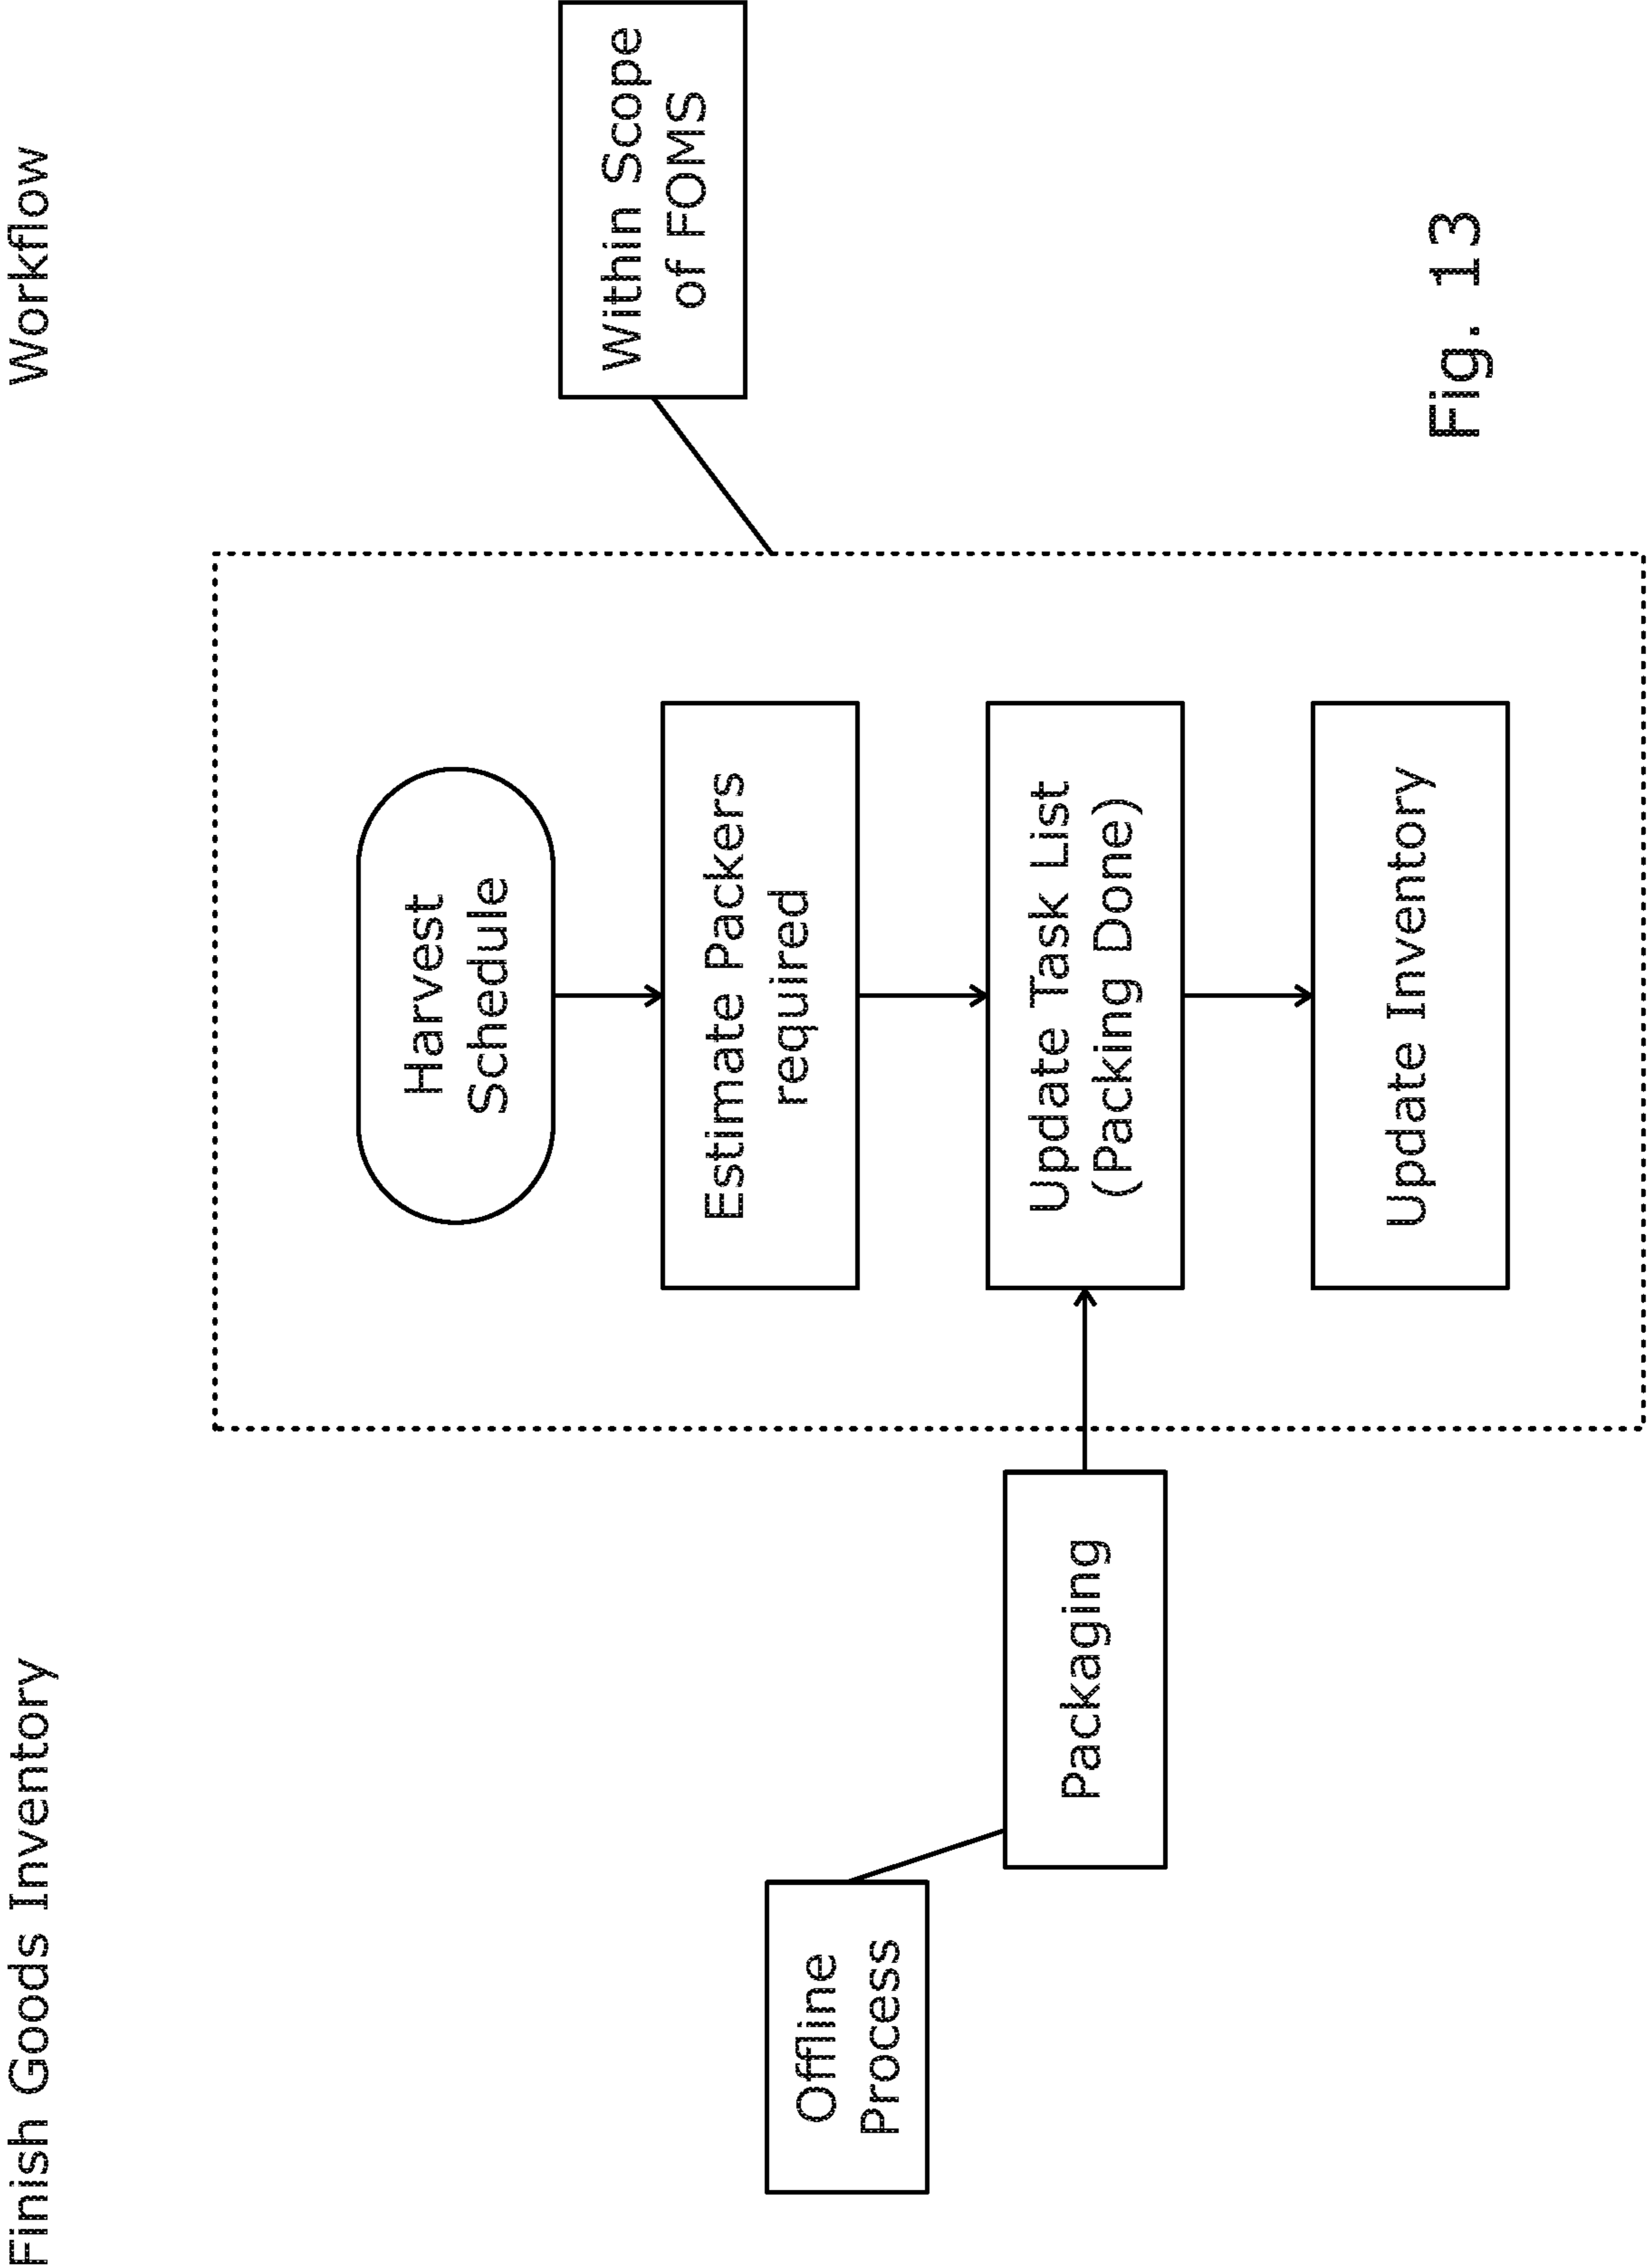 Finish Goods Inventory
Workflow
Harvest
Schedule
Within Scope
of FOMS
Estimate Packers
required
Offline
Process
Update Task List
(Packing Done)
Packaging
Update Inventory
Fig. 13